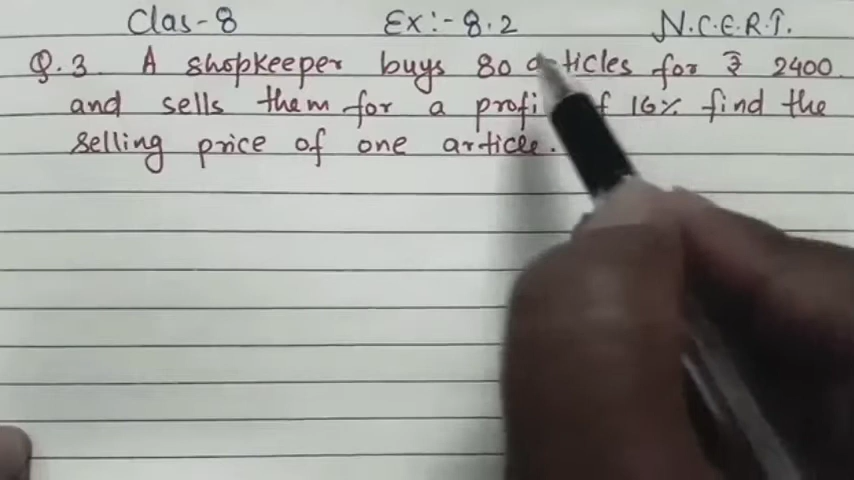 Clas-8 Ex:-8.2 N.C.E.R.T.
Q.3 A shopkeeper buys 80 articles for ₹ 2400
and sells them for a profi f 16% find the
selling price of one article.